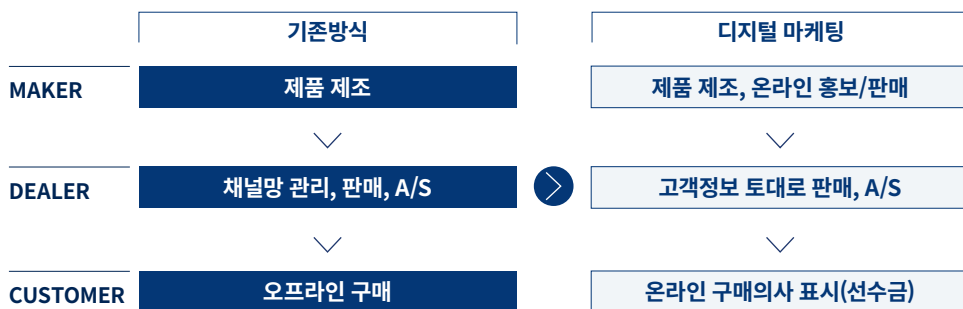 기존방식
디지털 마케팅
MAKER
제품 제조
제품 제조, 온라인 홍보/판매
DEALER
채널망 관리, 판매, A/S
고객정보 토대로 판매, A/S
CUSTOMER
오프라인 구매
온라인 구매의사 표시(선수금)